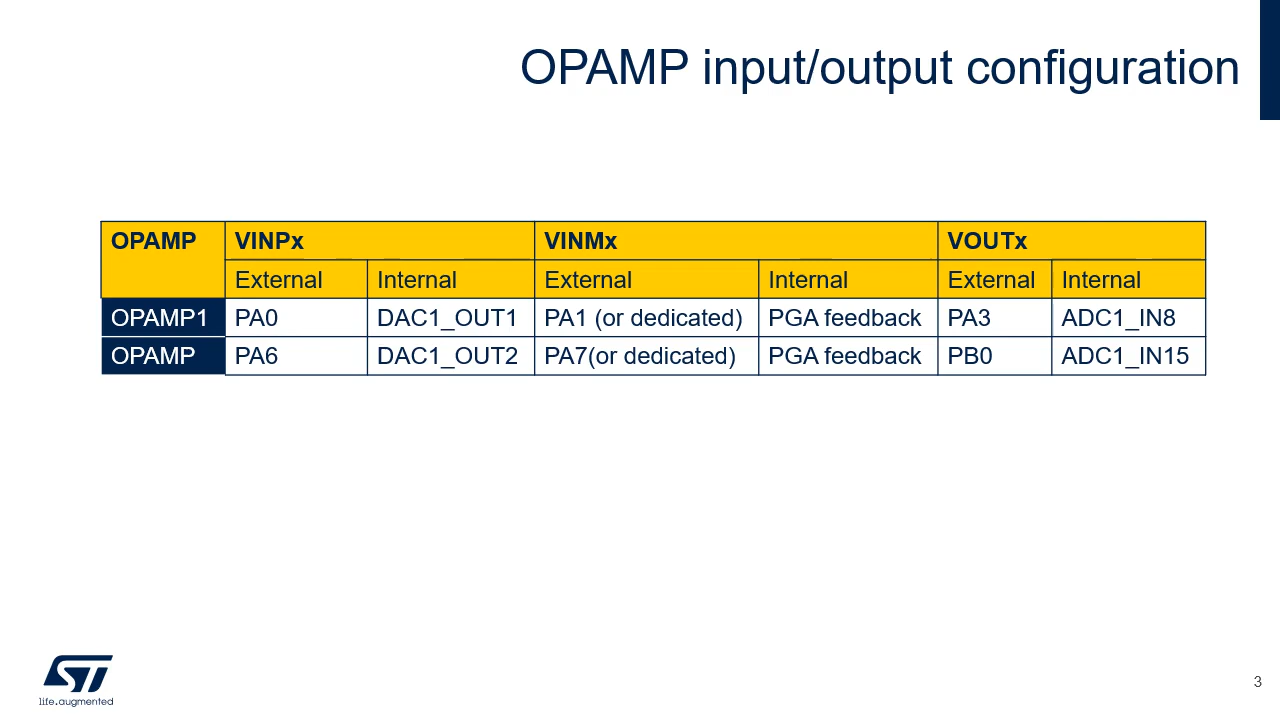 OPAMP input/output configuration
OPAMP VINPx VINMx VOUTx
External Internal External Internal External Internal
OPAMP1 PA0 DAC1_OUT1 PA1 (or dedicated) PGA feedback PA3 ADC1_IN8
OPAMP PA6 DAC1_OUT2 PA7(or dedicated) PGA feedback PB0 ADC1_IN15
ST
life.augmented
3